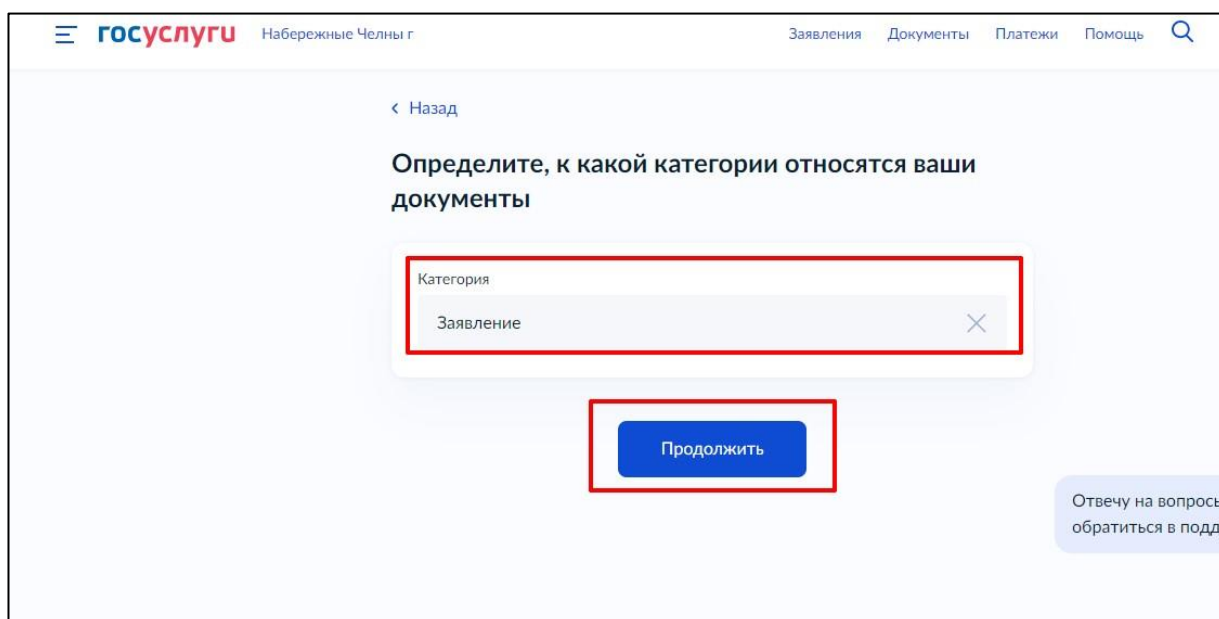 госуслуги Набережные Челны г Заявления Документы Платежи Помощь
Назад
Определите, к какой категории относятся ваши
документы
Категория
Заявление
Продолжить
Отвечу на вопросы
обратиться в подд